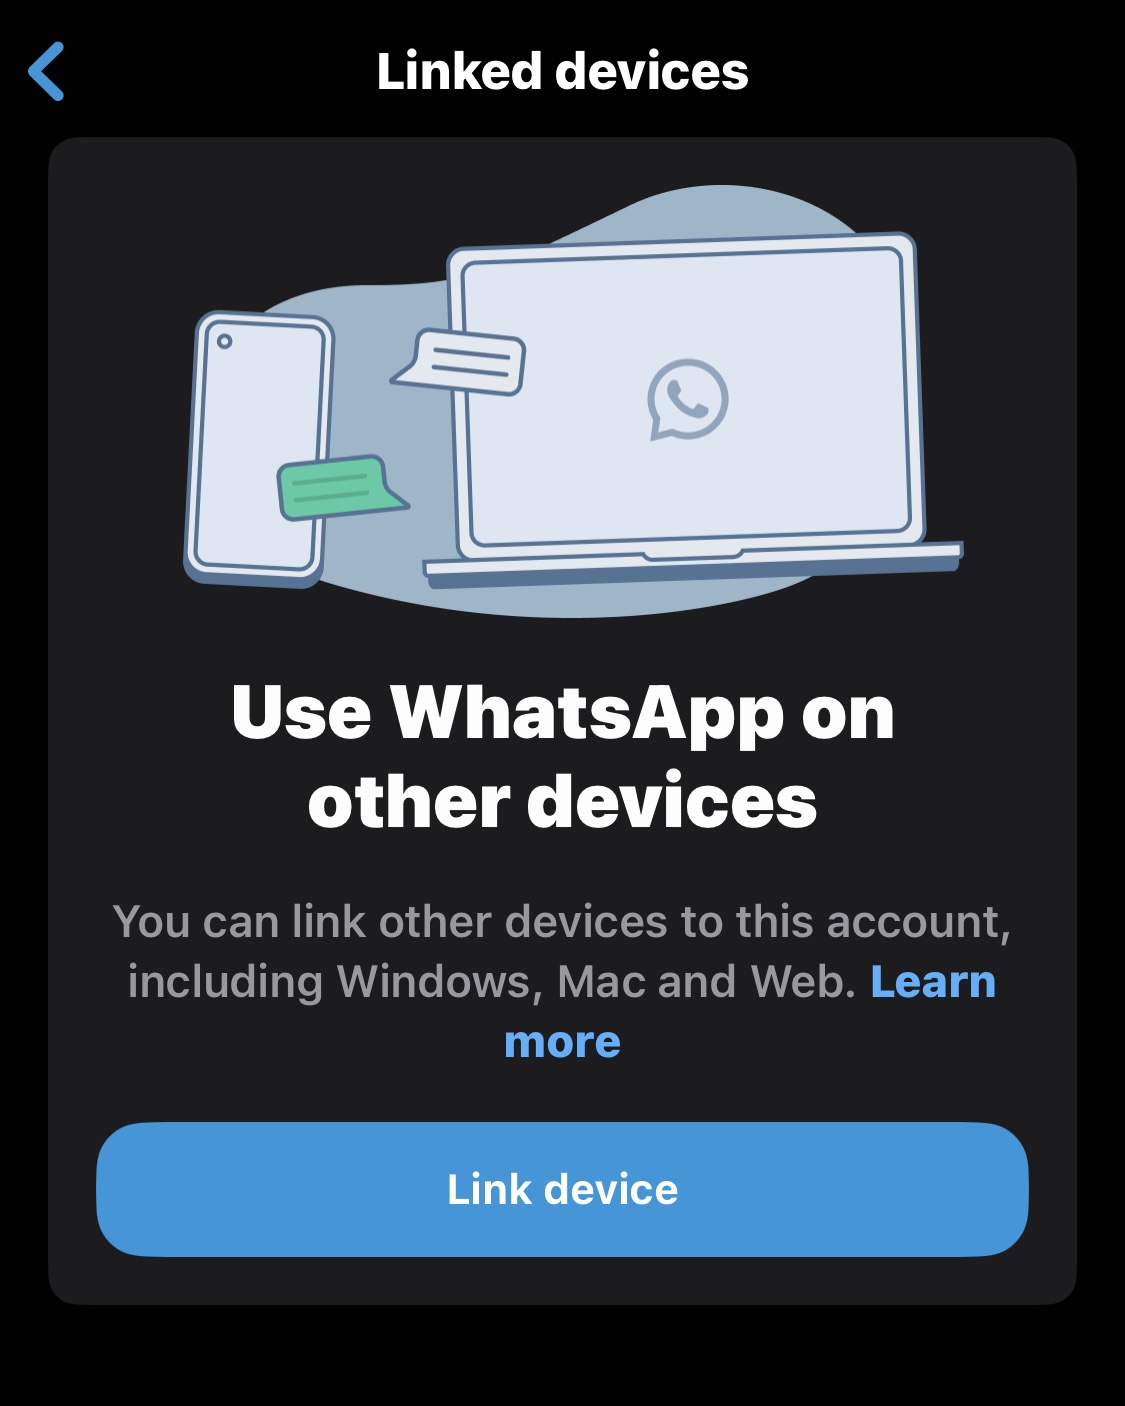 Linked devices
Use WhatsApp on
other devices
You can link other devices to this account,
including Windows, Mac and Web. Learn
more
Link device